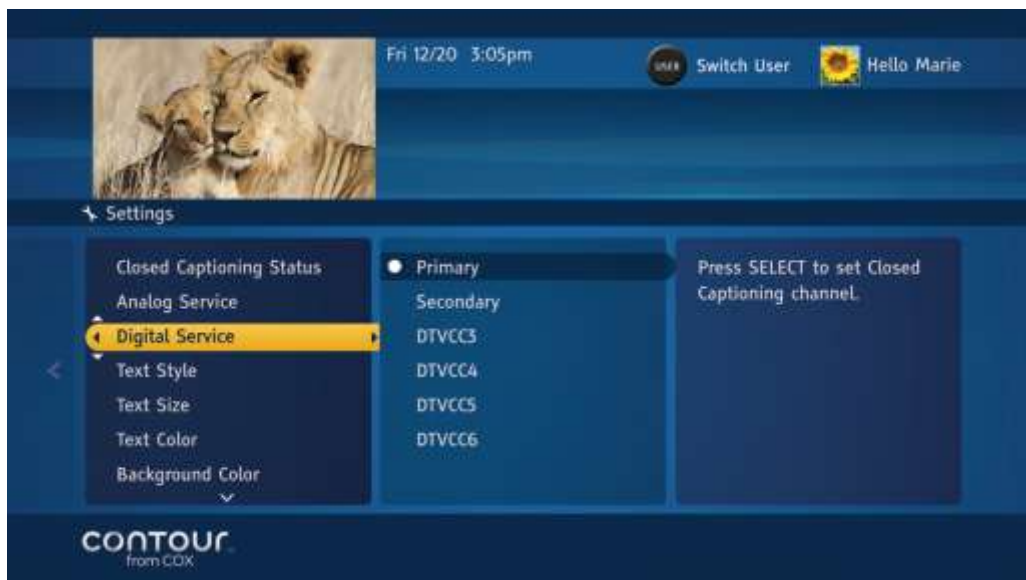 Fri 12/20 3:05pm
USER
Switch User
Hello Marie
Settings
Closed Captioning Status
Analog Service
Digital Service
Text Style
Text Size
Text Color
Background Color
Primary
Secondary
DTVCC3
DTVCC4
DTVCC5
DTVCC6
Press SELECT to set Closed
Captioning channel.
contour
from COX